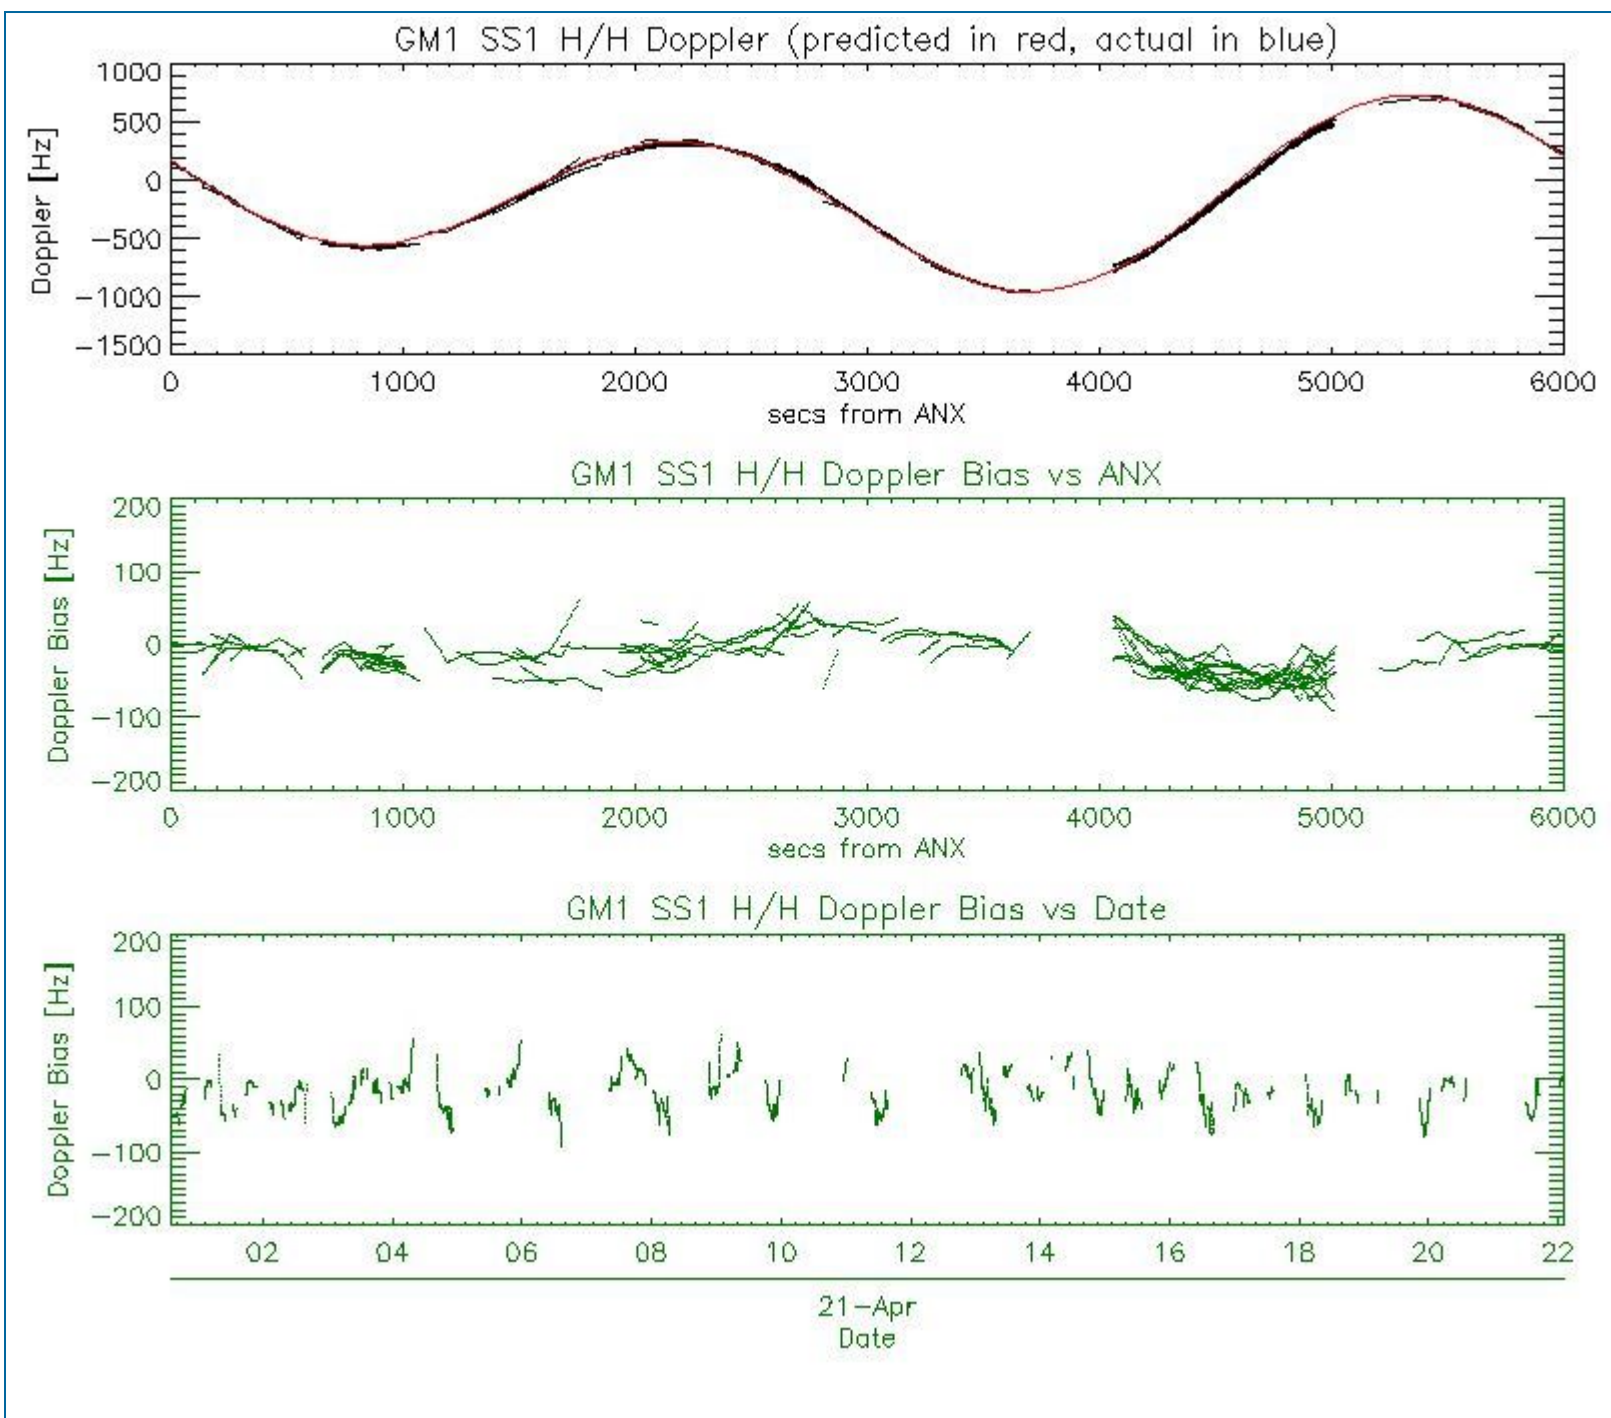 GM1 SS1 H/H Doppler (predicted in red, actual in blue)
Doppler [Hz]
1000
500
0
-500
-1000
-1500
0 1000 2000 3000 4000 5000 6000
secs from ANX
GM1 SS1 H/H Doppler Bias vs ANX
Doppler Bias [Hz]
200
100
0
-100
-200
0 1000 2000 3000 4000 5000 6000
secs from ANX
GM1 SS1 H/H Doppler Bias vs Date
Doppler Bias [Hz]
200
100
0
-100
-200
02 04 06 08 10 12 14 16 18 20 22
21-Apr
Date